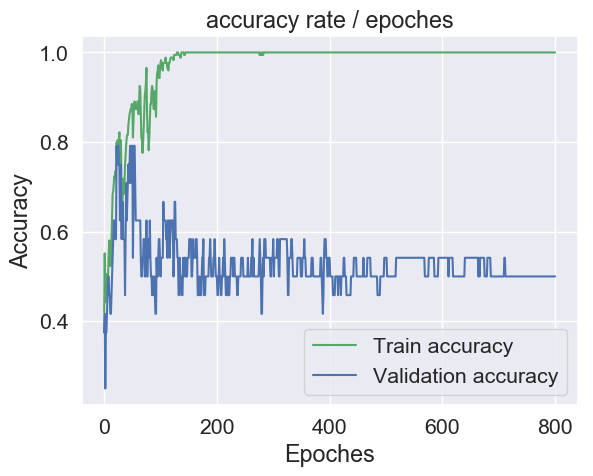 accuracy rate / epoches
1.0
0.8
0.6
0.4
Accuracy
0
200
400
600
800
Epoches
Train accuracy
Validation accuracy